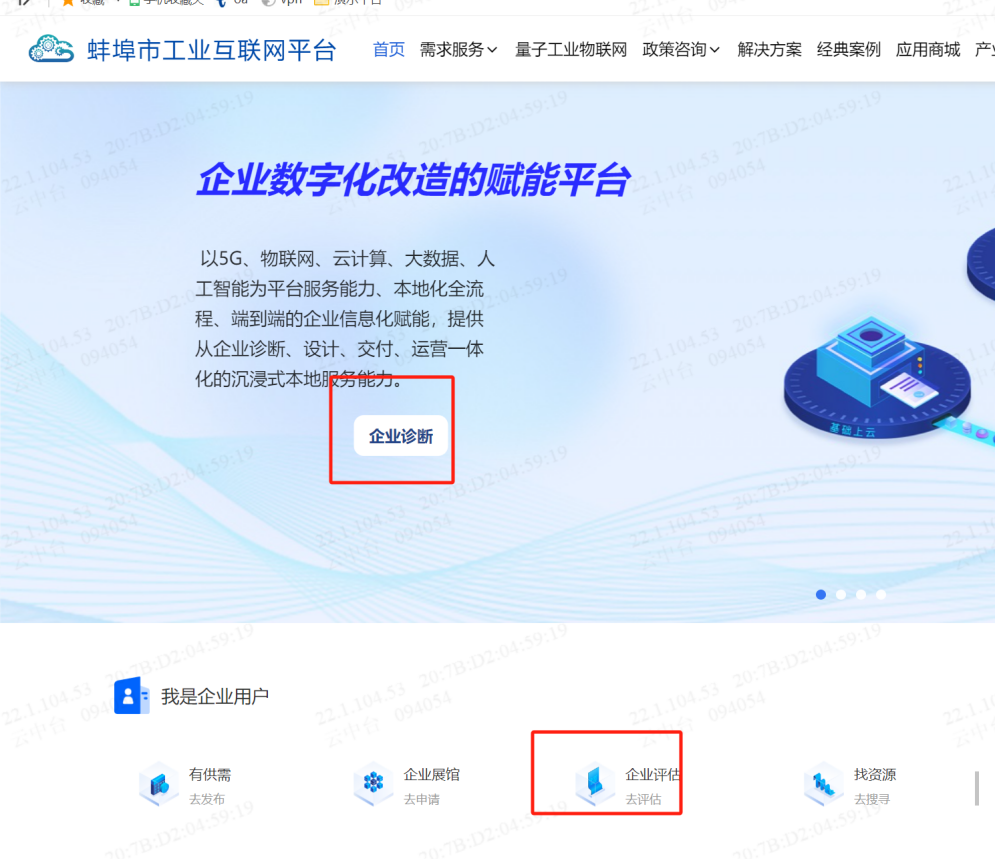 蚌埠市工业互联网平台
首页 需求服务 量子工业物联网 政策咨询 解决方案 经典案例 应用商城
企业数字化改造的赋能平台
以5G、物联网、云计算、大数据、人
工智能为平台服务能力、本地化全流
程、端到端的企业信息化赋能，提供
从企业诊断、设计、交付、运营一体
化的沉浸式本地服务能力。
企业诊断
基础上云
我是企业用户
有供需
去发布
企业展馆
去申请
企业评估
去评估
找资源
去搜寻
22.1.104.53 20:7B:D2:04:59:19
云中台 094054